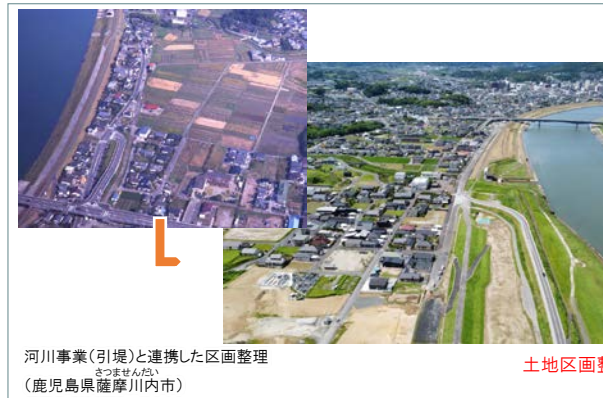 河川事業(引堤)と連携した区画整理
さつませんだい
(鹿児島県薩摩川内市)
土地区画整